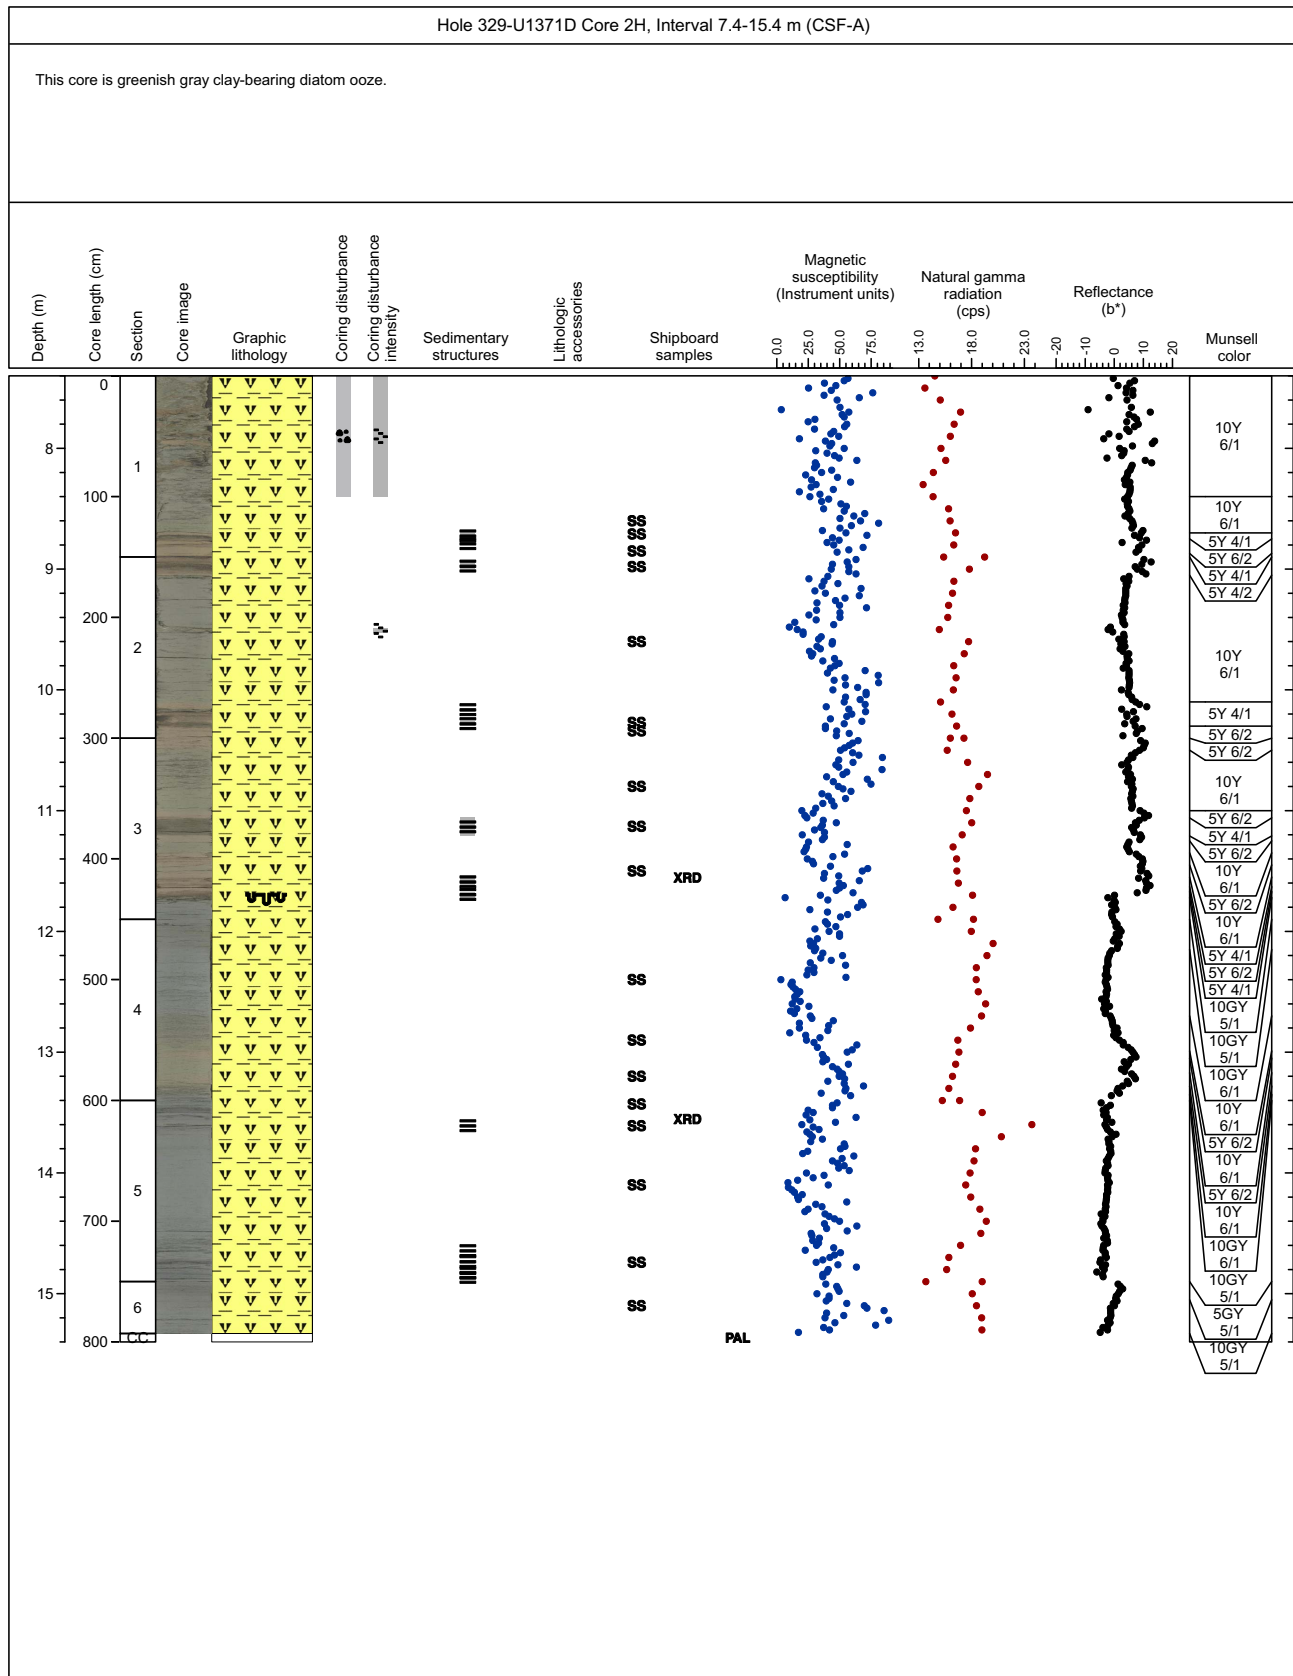 Hole 329-U1371D Core 2H, Interval 7.4-15.4 m (CSF-A)
This core is greenish gray clay-bearing diatom ooze.
Depth (m)
Core length (cm)
Section
Core image
Graphic
lithology
Coring disturbance
Coring disturbance
intensity
Sedimentary
structures
Lithologic
accessories
Shipboard
samples
Magnetic
susceptibility
(Instrument units)
0.0
25.0
50.0
75.0
Natural gamma
radiation
(cps)
13.0
18.0
23.0
Reflectance
(b*)
-20
-10
0
10
20
Munsell
color
8
9
10
11
12
13
14
15
0
100
200
300
400
500
600
700
800
1
2
3
4
5
6
CC
SS
SS
SS
SS
SS
SS
SS
SS
SS
SS
XRD
SS
SS
SS
SS
XRD
SS
SS
SS
SS
PAL
10Y
6/1
10Y
6/1
5Y 4/1
5Y 6/2
5Y 4/1
5Y 4/2
10Y
6/1
5Y 4/1
5Y 6/2
5Y 6/2
10Y
6/1
5Y 6/2
5Y 4/1
5Y 6/2
10Y
6/1
5Y 6/2
10Y
6/1
5Y 4/1
5Y 6/2
5Y 4/1
10GY
5/1
10GY
5/1
10GY
6/1
10Y
6/1
5Y 6/2
10Y
6/1
5Y 6/2
10Y
6/1
10GY
6/1
10GY
5/1
5GY
5/1
10GY
5/1